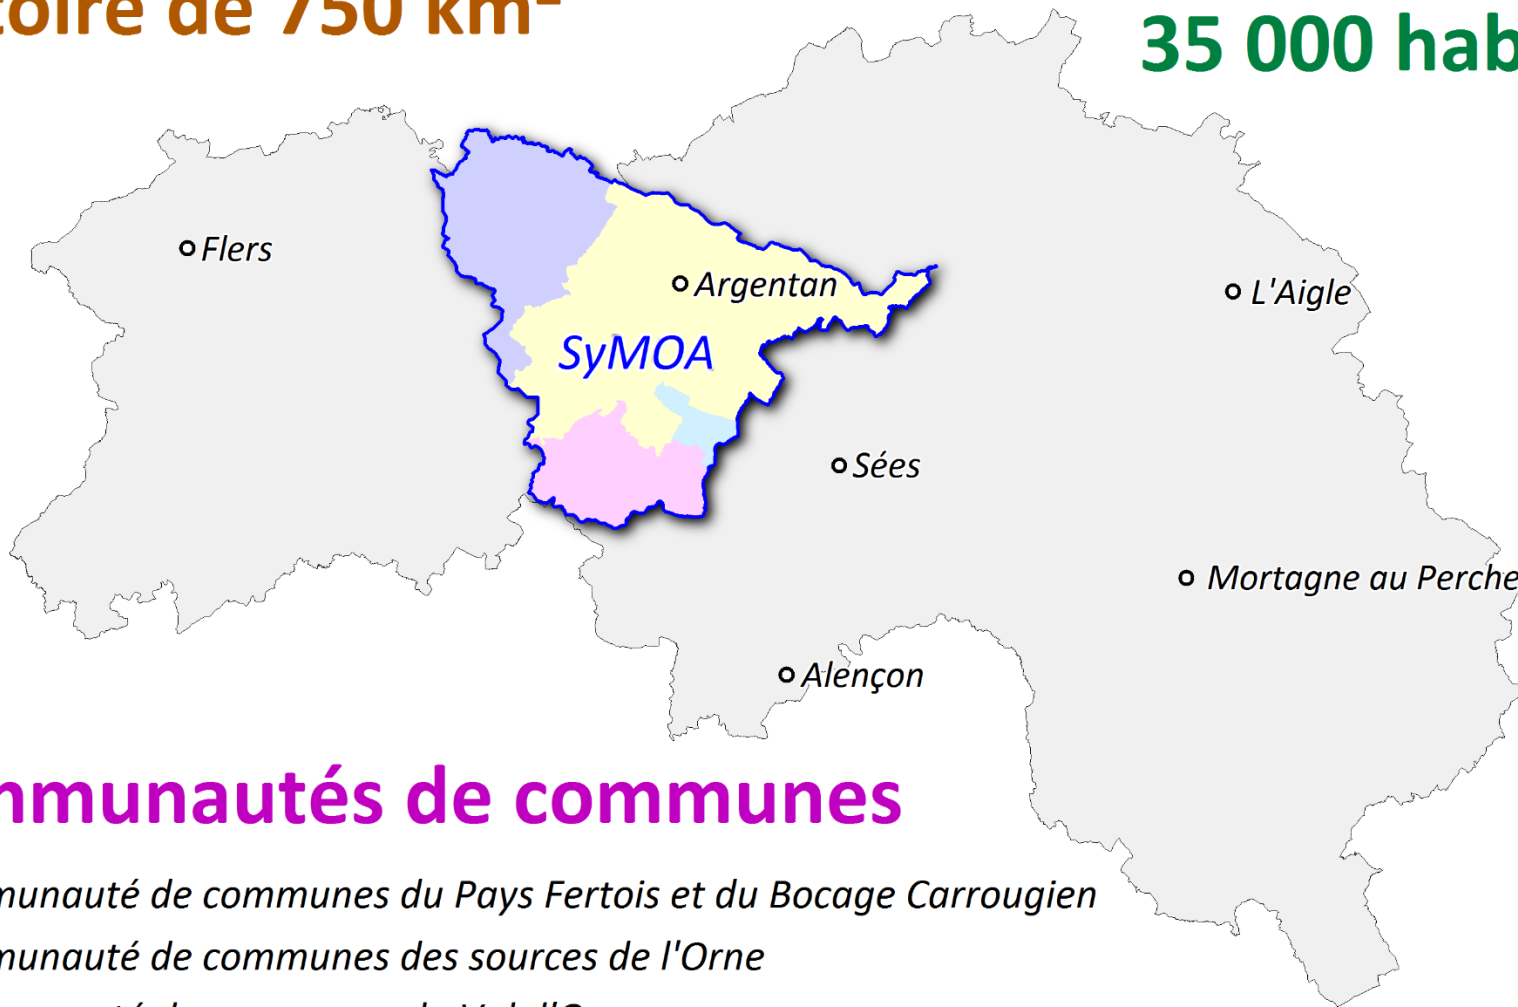 toire de 750 km²
35 000 hab
Flers
Argentan
L'Aigle
SyMOA
Sées
Mortagne au Perche
Alençon
mmunautés de communes
munauté de communes du Pays Fertois et du Bocage Carrougien
munauté de communes des sources de l'Orne